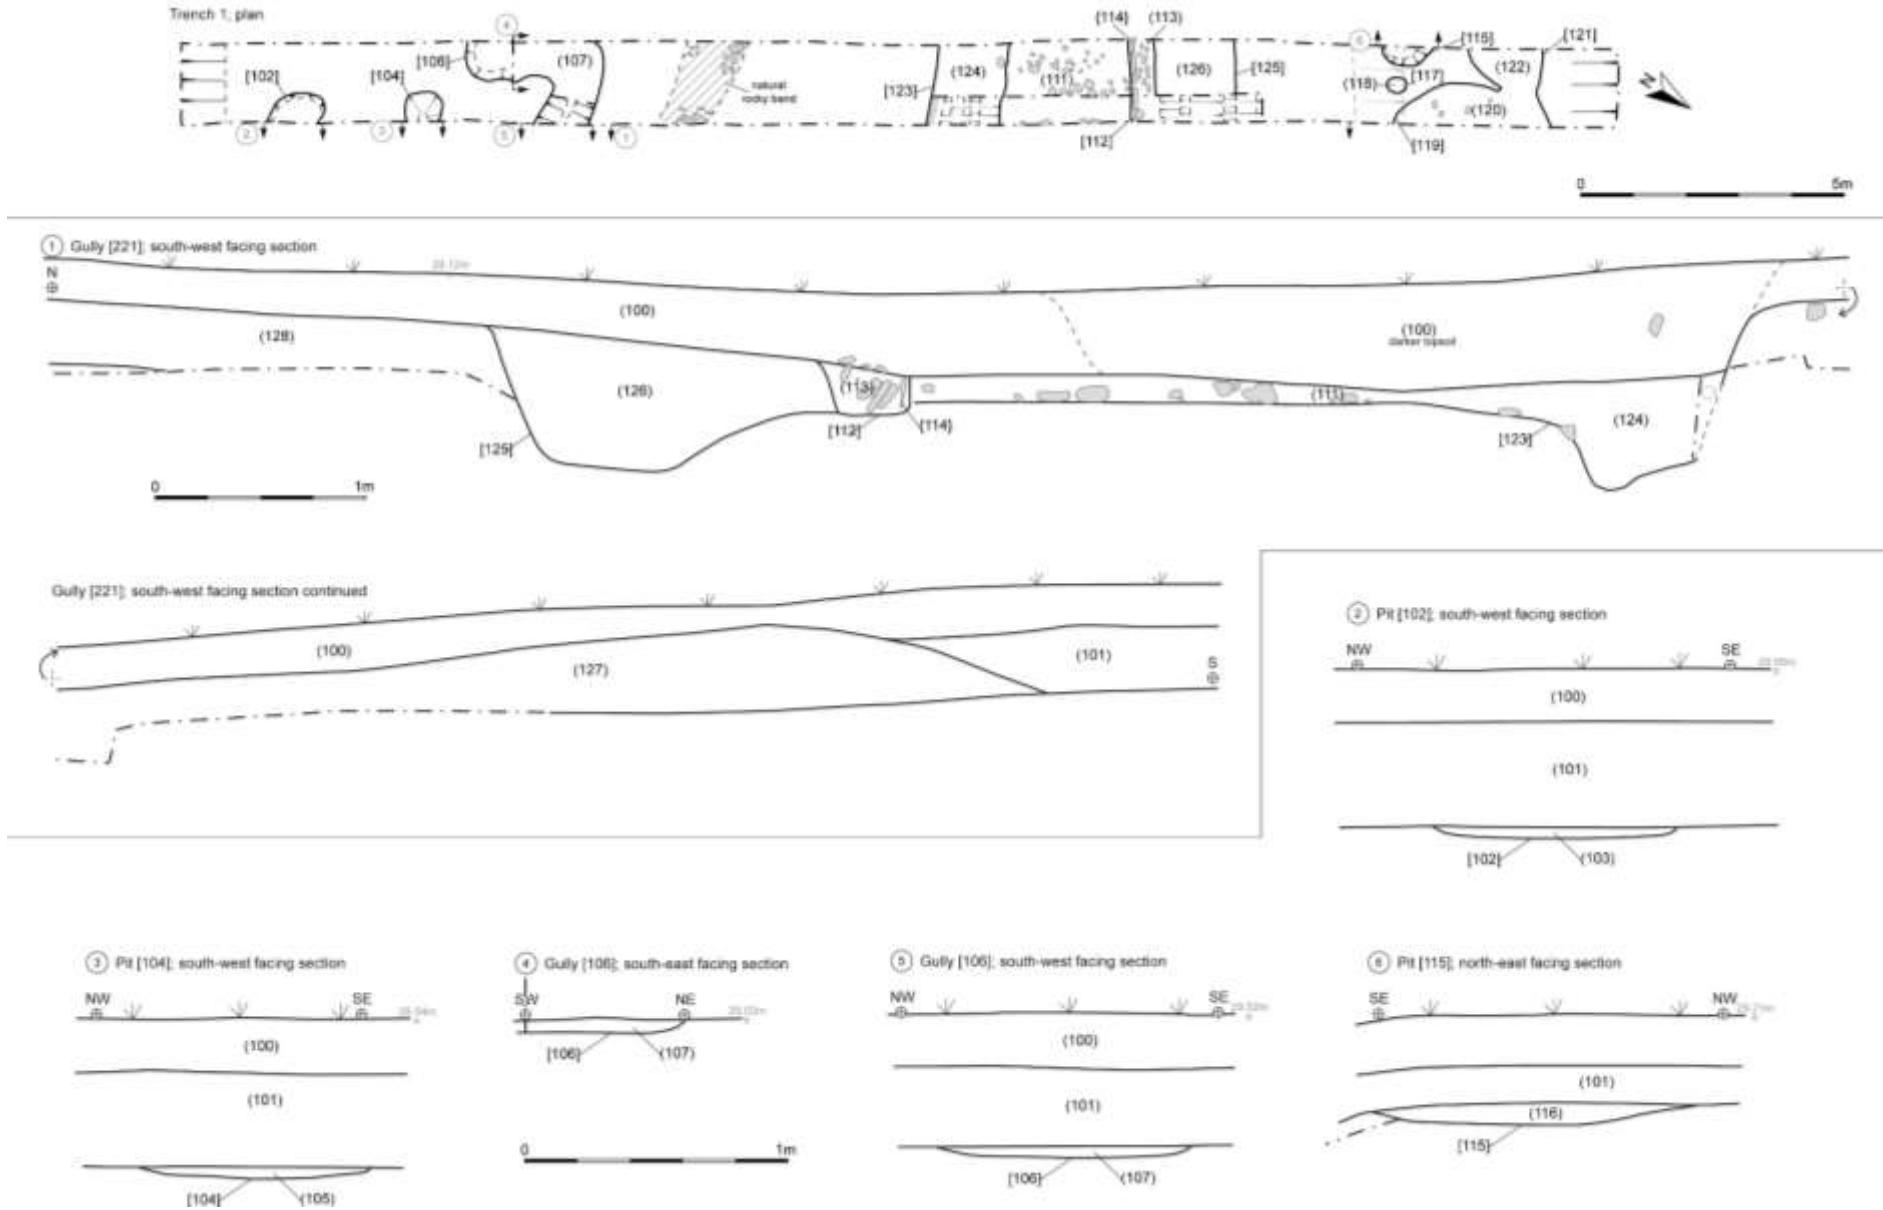 Trench 1, plan
4
[114] (113)
6 [115] [121]
[106] (107)
[102] [104] (124) (111) (126) [125] (117] (122) N
natural
rocky band
[123] (118) (120)
2 3 5 1
[112] [119]
0 5m
1 Gully [221]; south-west facing section
N
(100)
(100)
darker topsoil
(128)
(126) (113) (111) (124)
[125] [112] [114] [123]
0 1m
Gully [221]; south-west facing section continued
(100) (127) (101) S
2 Pit [102]; south-west facing section
NW SE
(100)
(101)
[102] (103)
3 Pit [104]; south-west facing section
NW SE
(100)
(101)
[104] (105)
4 Gully [106]; south-east facing section
SW NE
[106] (107)
0 1m
5 Gully [106]; south-west facing section
NW SE
(100)
(101)
[106] (107)
6 Pit [115]; north-east facing section
SE NW
(101)
(116)
[115]